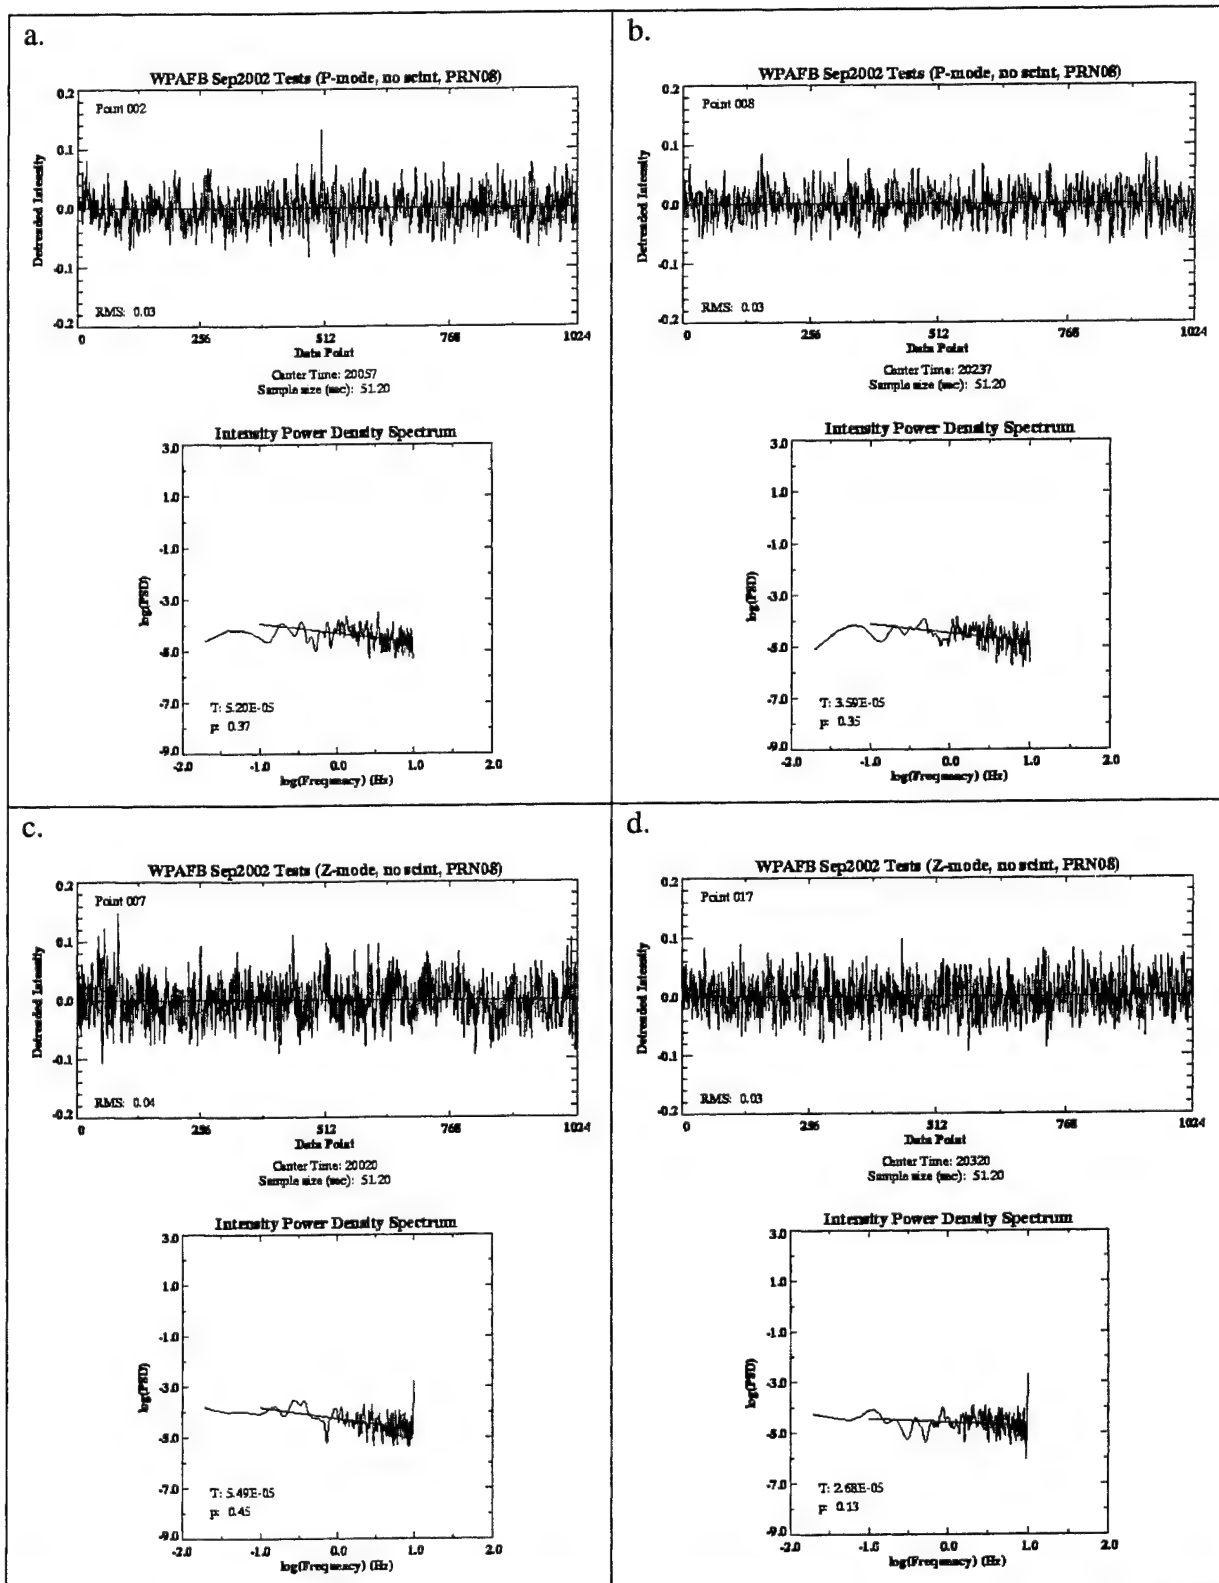 a.
WPAFB Sep2002 Tests (P-mode, no scint, PRN08)
0.2
0.1
0.0
-0.1
-0.2
Detrended Intensity
Point 002
RMS: 0.03
0 256 512 768 1024
Data Point
Center Time: 20057
Sample size (sec): 51.20
Intensity Power Density Spectrum
3.0
1.0
-1.0
-3.0
-5.0
-7.0
-9.0
log(PSD)
T: 5.20E-05
p: 0.37
-2.0 -1.0 0.0 1.0 2.0
log(Frequency) (Hz)
b.
WPAFB Sep2002 Tests (P-mode, no scint, PRN08)
0.2
0.1
0.0
-0.1
-0.2
Detrended Intensity
Point 008
RMS: 0.03
0 256 512 768 1024
Data Point
Center Time: 20237
Sample size (sec): 51.20
Intensity Power Density Spectrum
3.0
1.0
-1.0
-3.0
-5.0
-7.0
-9.0
log(PSD)
T: 3.59E-05
p: 0.35
-2.0 -1.0 0.0 1.0 2.0
log(Frequency) (Hz)
c.
WPAFB Sep2002 Tests (Z-mode, no scint, PRN08)
0.2
0.1
0.0
-0.1
-0.2
Detrended Intensity
Point 007
RMS: 0.04
0 256 512 768 1024
Data Point
Center Time: 20020
Sample size (sec): 51.20
Intensity Power Density Spectrum
3.0
1.0
-1.0
-3.0
-5.0
-7.0
-9.0
log(PSD)
T: 5.49E-05
p: 0.45
-2.0 -1.0 0.0 1.0 2.0
log(Frequency) (Hz)
d.
WPAFB Sep2002 Tests (Z-mode, no scint, PRN08)
0.2
0.1
0.0
-0.1
-0.2
Detrended Intensity
Point 017
RMS: 0.03
0 256 512 768 1024
Data Point
Center Time: 20320
Sample size (sec): 51.20
Intensity Power Density Spectrum
3.0
1.0
-1.0
-3.0
-5.0
-7.0
-9.0
log(PSD)
T: 2.68E-05
p: 0.13
-2.0 -1.0 0.0 1.0 2.0
log(Frequency) (Hz)